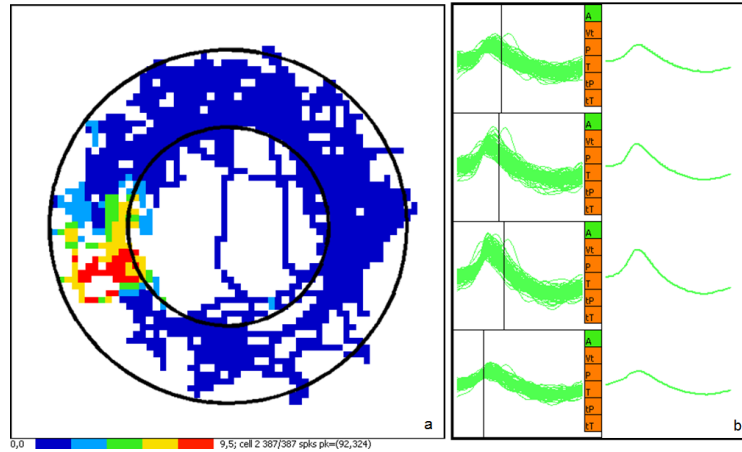 A
Vt
P
T
tP
tT
A
Vt
P
T
tP
tT
A
Vt
P
T
tP
tT
A
Vt
P
T
tP
tT
a
b
0,0
9,5; cell 2 387/387 spks pk=(92,324)